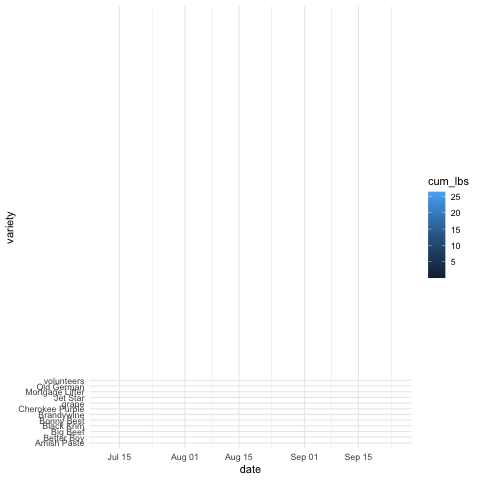 variety
volunteers
Old German
Mortgage Lifter
Jet Star
grape
Cherokee Purple
Brandywine
Bonny Best
Black Krim
Big Beef
Better Boy
Amish Paste
Jul 15
Aug 01
Aug 15
Sep 01
Sep 15
date
cum_lbs
25
20
15
10
5